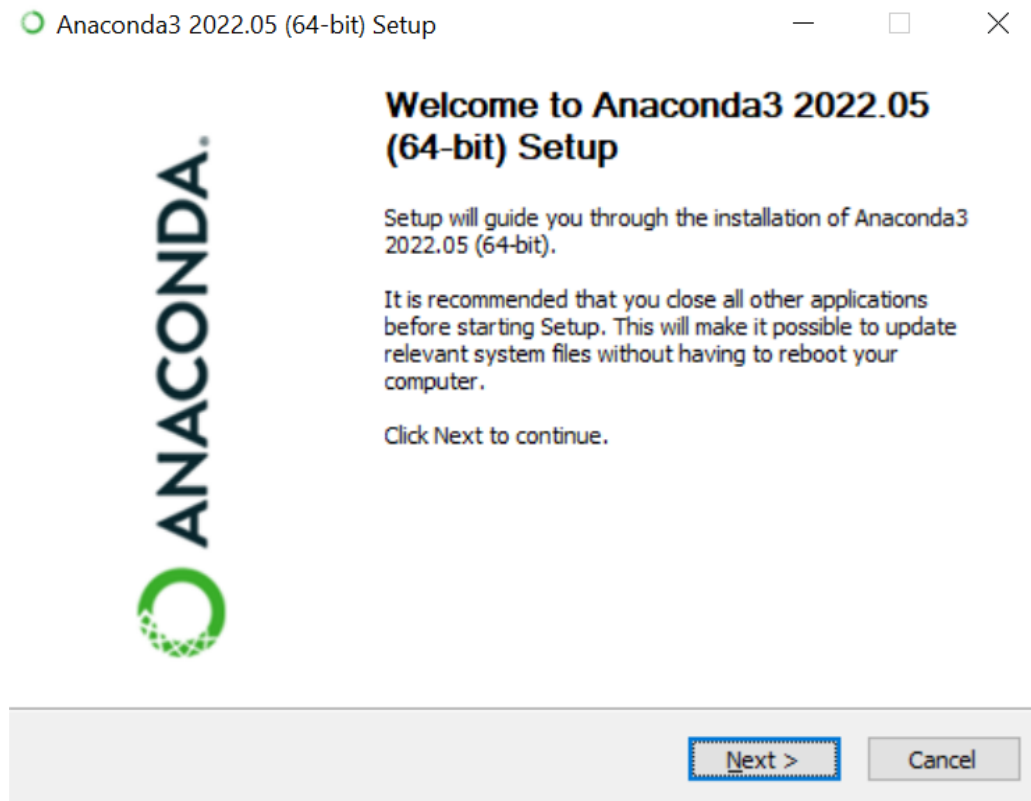 Anaconda3 2022.05 (64-bit) Setup
ANACONDA.
Welcome to Anaconda3 2022.05
(64-bit) Setup
Setup will guide you through the installation of Anaconda3
2022.05 (64-bit).
It is recommended that you close all other applications
before starting Setup. This will make it possible to update
relevant system files without having to reboot your
computer.
Click Next to continue.
Next >
Cancel